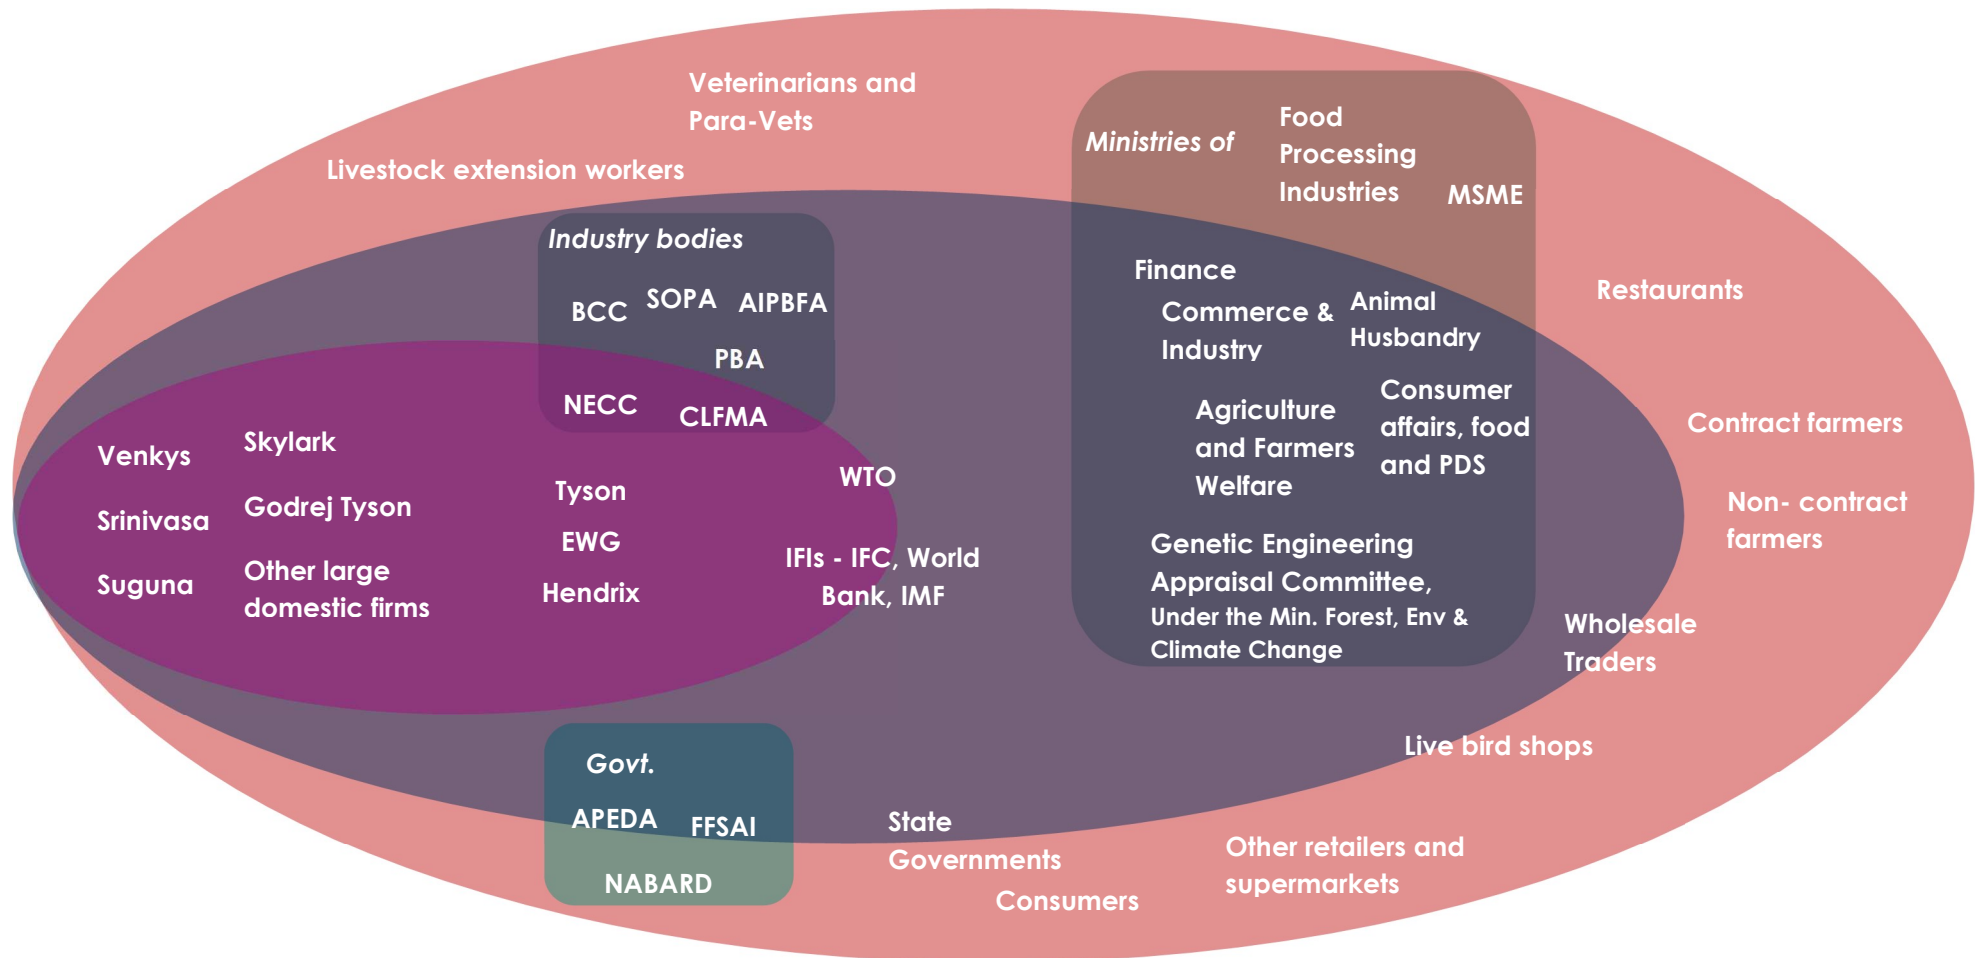 Veterinarians and
Para-Vets
Livestock extension workers
Ministries of
Food
Processing
Industries
MSME
Industry bodies
BCC
SOPA
AIPBFA
PBA
NECC
CLFMA
Finance
Commerce &
Industry
Animal
Husbandry
Agriculture
and Farmers
Welfare
Consumer
affairs, food
and PDS
Genetic Engineering
Appraisal Committee,
Under the Min. Forest, Env &
Climate Change
Restaurants
Contract farmers
Non- contract
farmers
Venkys
Srinivasa
Suguna
Skylark
Godrej Tyson
Other large
domestic firms
Tyson
EWG
Hendrix
WTO
IFIs - IFC, World
Bank, IMF
Wholesale
Traders
Live bird shops
Govt.
APEDA
FFSAI
NABARD
State
Governments
Consumers
Other retailers and
supermarkets